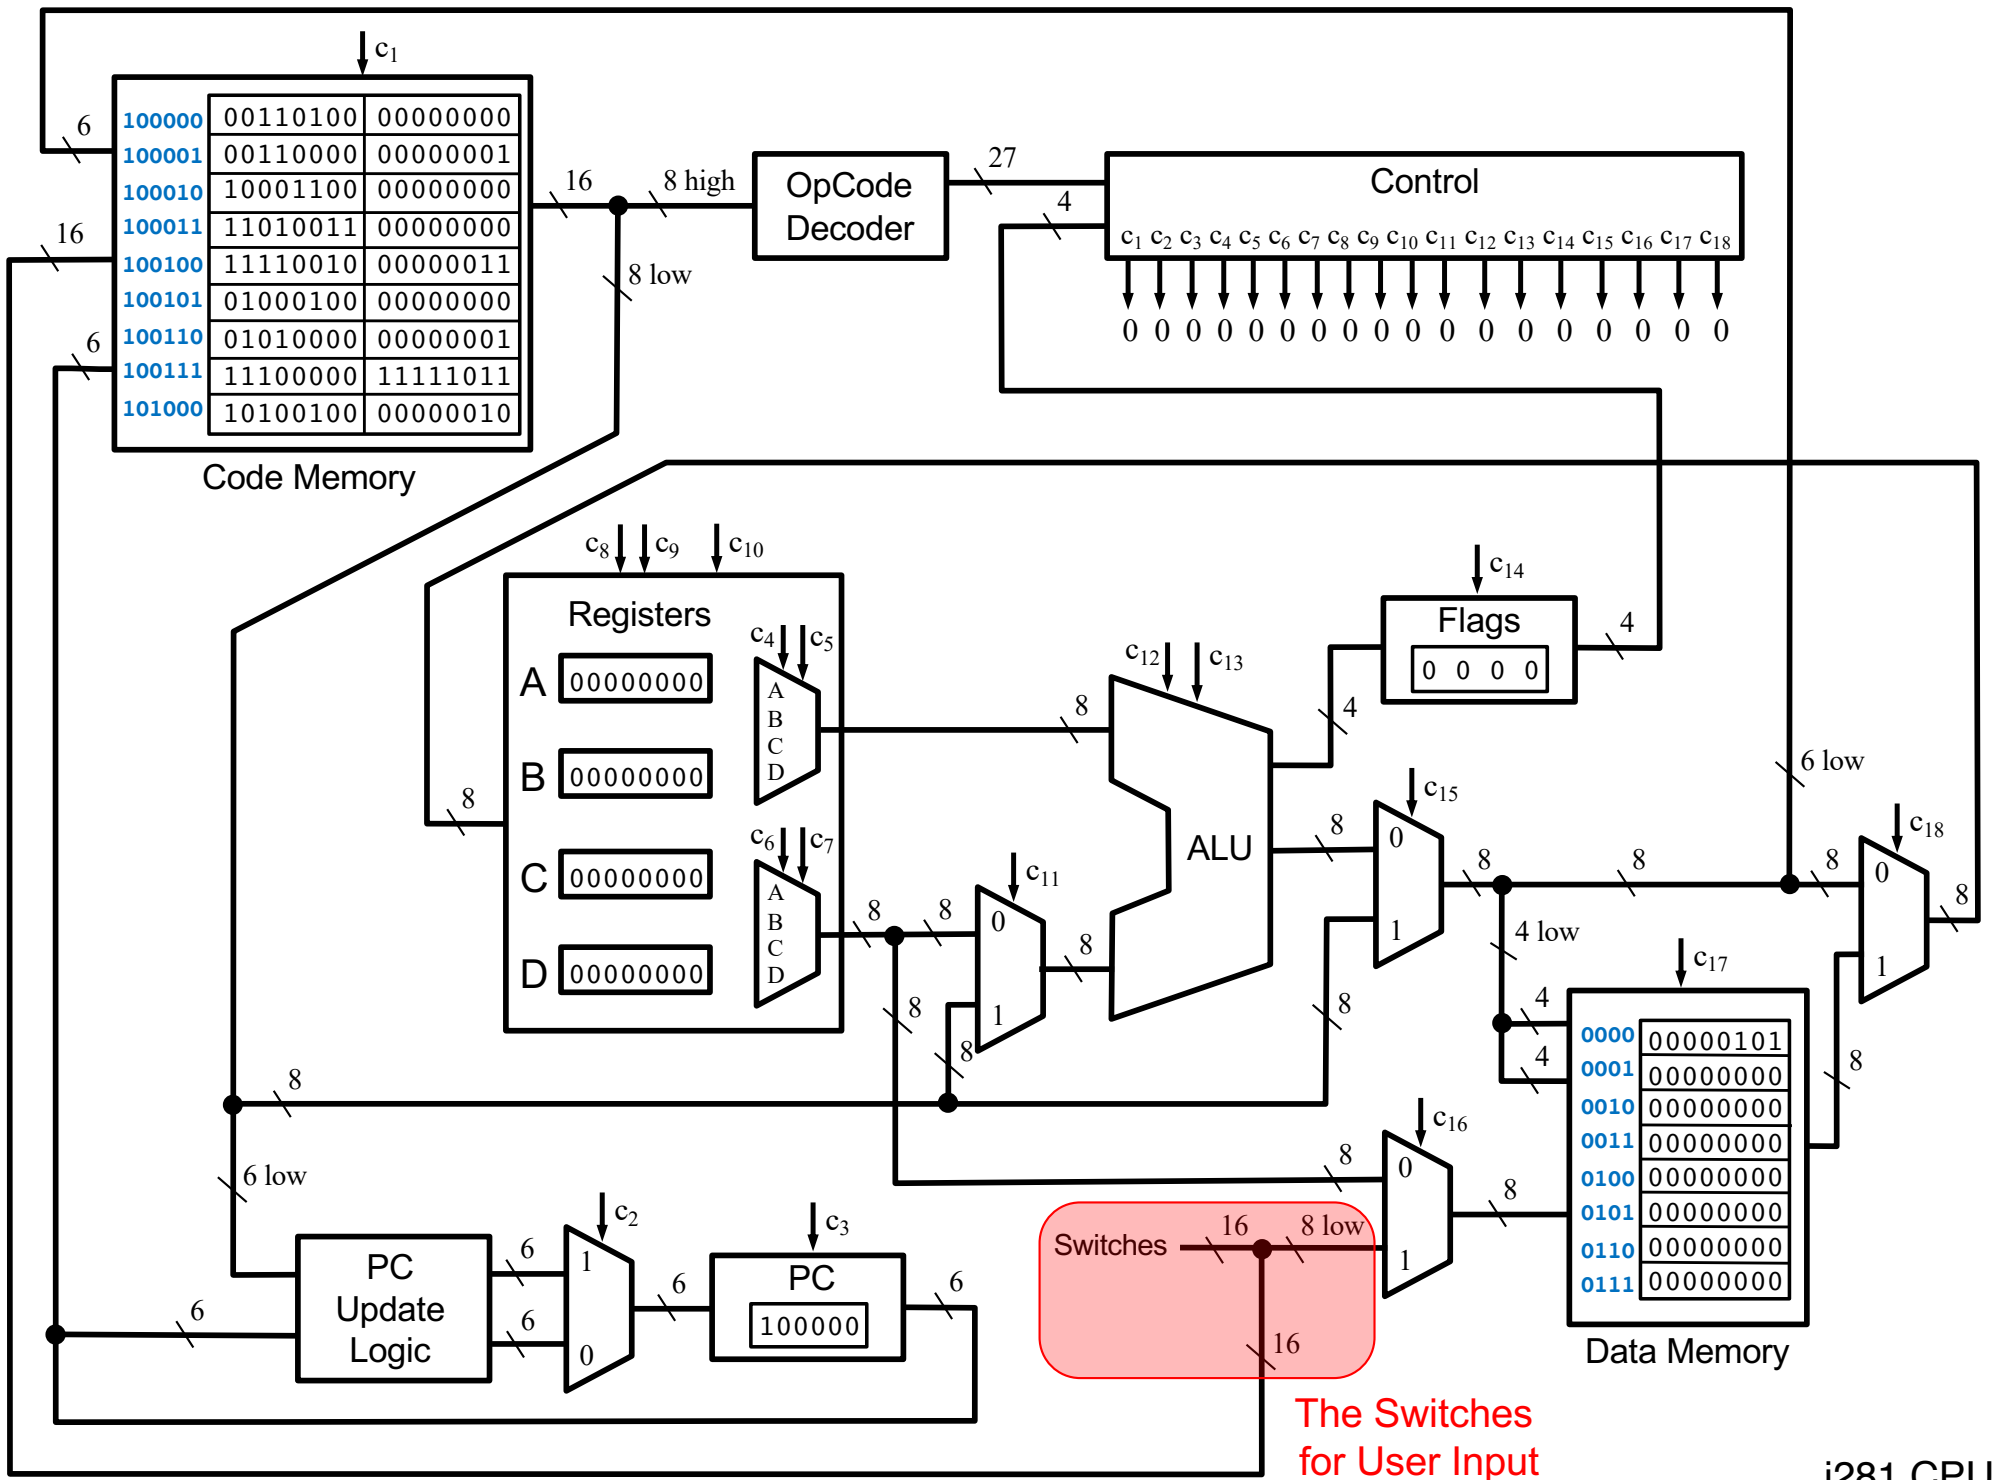 c1
6
100000 00110100 00000000
100001 00110000 00000001
100010 10001100 00000000
100011 11010011 00000000
100100 11110010 00000011
100101 01000100 00000000
100110 01010000 00000001
100111 11100000 11111011
101000 10100100 00000010
16
6
Code Memory
16
8 high
8 low
OpCode
Decoder
27
4
Control
c1 c2 c3 c4 c5 c6 c7 c8 c9 c10 c11 c12 c13 c14 c15 c16 c17 c18
0 0 0 0 0 0 0 0 0 0 0 0 0 0 0 0 0 0
c8 c9 c10
Registers
A 00000000
B 00000000
C 00000000
D 00000000
8
c4 c5
A
B
C
D
c6 c7
A
B
C
D
8
8
8
8
c11
0
1
8
8
c12 c13
ALU
c14
Flags
0 0 0 0
4
4
8
c15
0
1
8
8
8
6 low
8
c18
0
1
8
4 low
4
4
c17
0000 00000101
0001 00000000
0010 00000000
0011 00000000
0100 00000000
0101 00000000
0110 00000000
0111 00000000
Data Memory
8
8
6 low
6
PC
Update
Logic
6
6
c2
1
0
6
c3
PC
100000
6
8
c16
0
1
8
Switches
16
8 low
16
The Switches
for User Input
i281 CPU